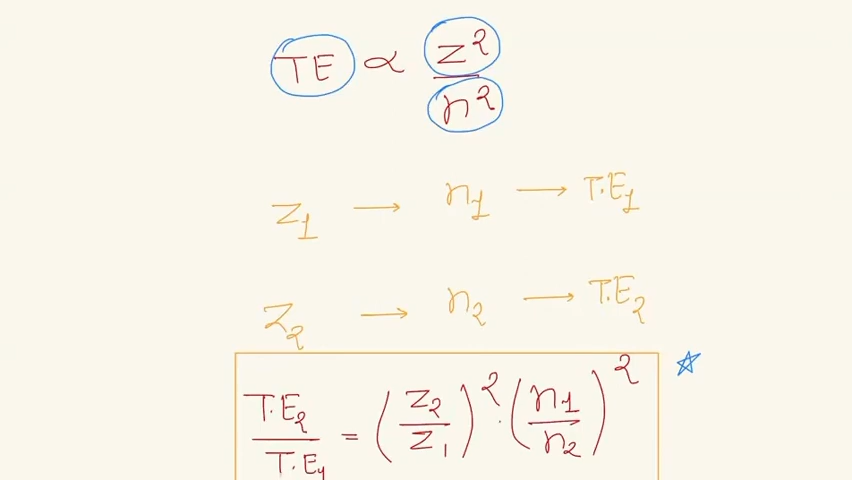 TE ∝ Z²/n²
Z₁ → n₁ → T.E₁
Z₂ → n₂ → T.E₂
T.E₂/T.E₁ = (Z₂/Z₁)² . (n₁/n₂)²